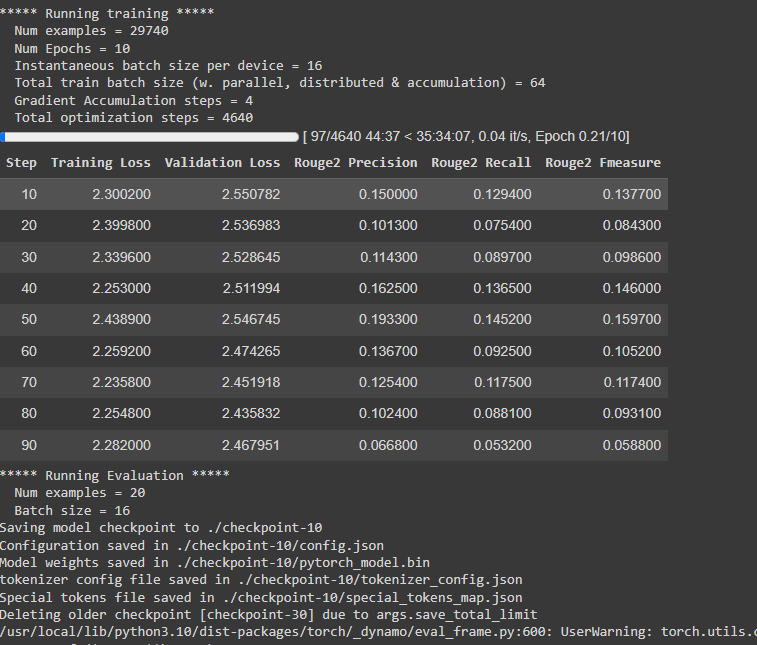 ***** Running training *****
Num examples = 29740
Num Epochs = 10
Instantaneous batch size per device = 16
Total train batch size (w. parallel, distributed & accumulation) = 64
Gradient Accumulation steps = 4
Total optimization steps = 4640
[ 97/4640 44:37 < 35:34:07, 0.04 it/s, Epoch 0.21/10]
Step Training Loss Validation Loss Rouge2 Precision Rouge2 Recall Rouge2 Fmeasure
10 2.300200 2.550782 0.150000 0.129400 0.137700
20 2.399800 2.536983 0.101300 0.075400 0.084300
30 2.339600 2.528645 0.114300 0.089700 0.098600
40 2.253000 2.511994 0.162500 0.136500 0.146000
50 2.438900 2.546745 0.193300 0.145200 0.159700
60 2.259200 2.474265 0.136700 0.092500 0.105200
70 2.235800 2.451918 0.125400 0.117500 0.117400
80 2.254800 2.435832 0.102400 0.088100 0.093100
90 2.282000 2.467951 0.066800 0.053200 0.058800
***** Running Evaluation *****
Num examples = 20
Batch size = 16
Saving model checkpoint to ./checkpoint-10
Configuration saved in ./checkpoint-10/config.json
Model weights saved in ./checkpoint-10/pytorch_model.bin
tokenizer config file saved in ./checkpoint-10/tokenizer_config.json
Special tokens file saved in ./checkpoint-10/special_tokens_map.json
Deleting older checkpoint [checkpoint-30] due to args.save_total_limit
/usr/local/lib/python3.10/dist-packages/torch/_dynamo/eval_frame.py:600: UserWarning: torch.utils.